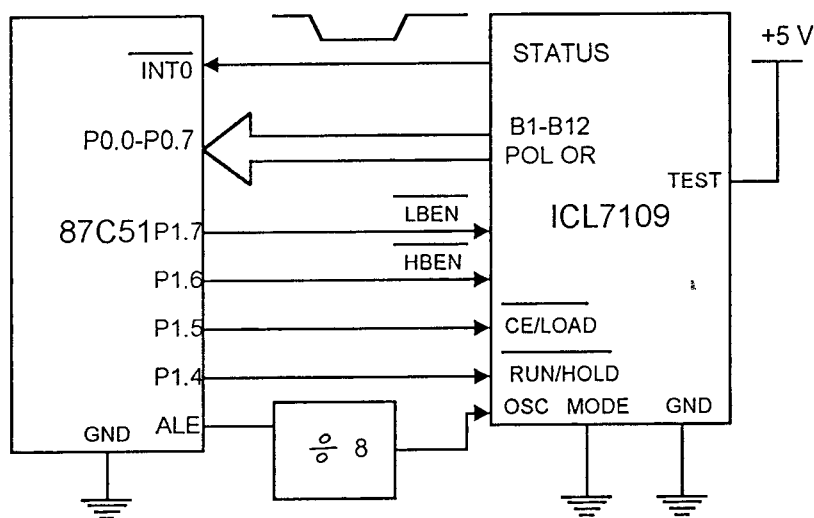 +5 V
INT0
STATUS
P0.0-P0.7
B1-B12
POL OR
TEST
LBEN
ICL7109
87C51
P1.7
HBEN
P1.6
P1.5
CE/LOAD
P1.4
RUN/HOLD
OSC
MODE
GND
GND
ALE
÷ 8